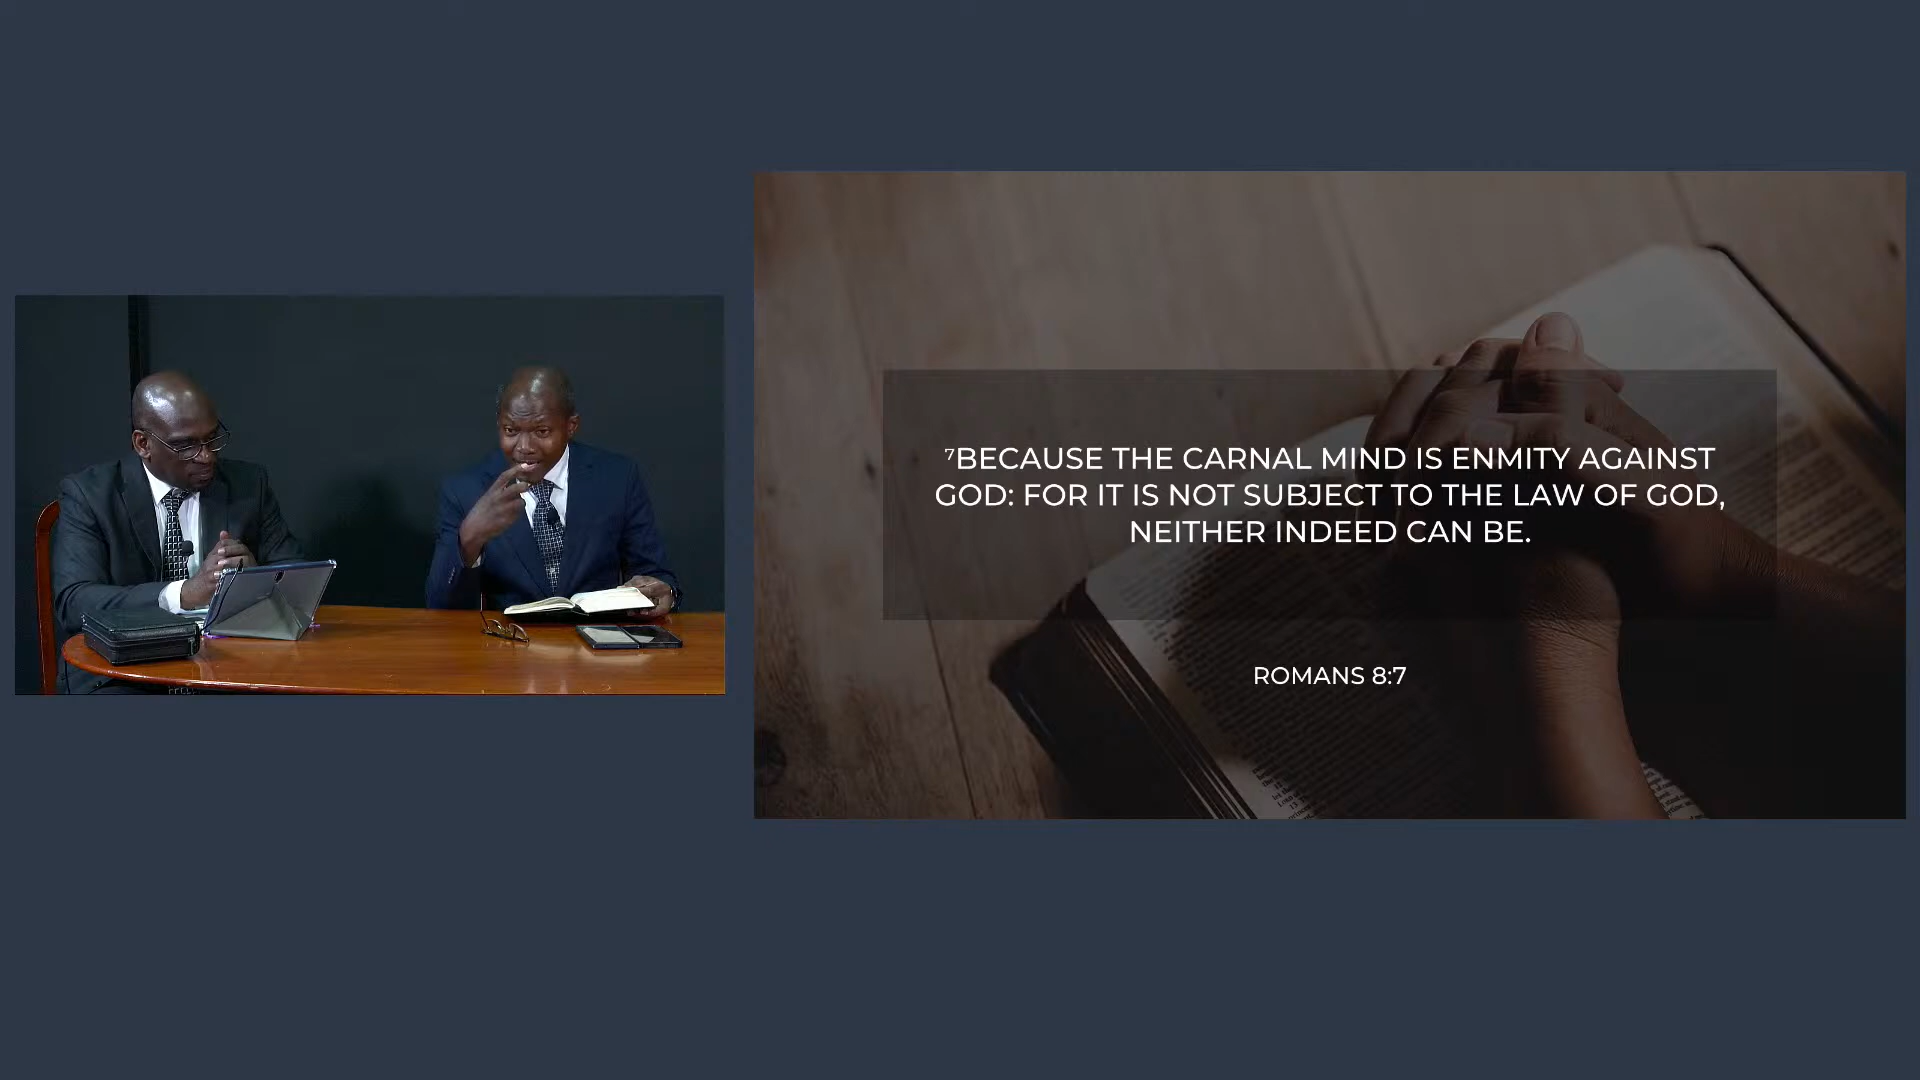 ⁷BECAUSE THE CARNAL MIND IS ENMITY AGAINST
GOD: FOR IT IS NOT SUBJECT TO THE LAW OF GOD,
NEITHER INDEED CAN BE.
ROMANS 8:7